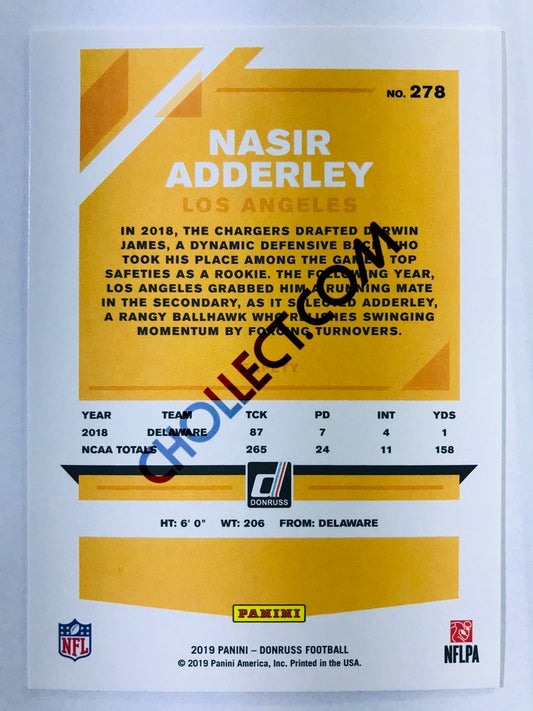 NO. 278
NASIR
ADDERLEY
LOS ANGELES
IN 2018, THE CHARGERS DRAFTED DERWIN
JAMES, A DYNAMIC DEFENSIVE BACK WHO
TOOK HIS PLACE AMONG THE GAME'S TOP
SAFETIES AS A ROOKIE. THE FOLLOWING YEAR,
LOS ANGELES GRABBED HIM A RUNNING MATE
IN THE SECONDARY, AS IT SELECTED ADDERLEY,
A RANGY BALLHAWK WHO RELISHES SWINGING
MOMENTUM BY FORCING TURNOVERS.
CHOLLECT.COM
YEAR TEAM TCK PD INT YDS
2018 DELAWARE 87 7 4 1
NCAA TOTALS 265 24 11 158
d
DONRUSS
HT: 6' 0" WT: 206 FROM: DELAWARE
PANINI
NFL
2019 PANINI – DONRUSS FOOTBALL
© 2019 Panini America, Inc. Printed in the USA.
NFLPA